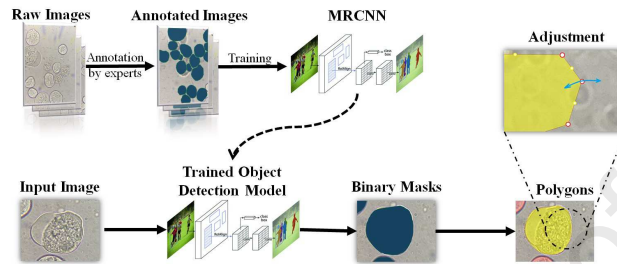 Raw Images
Annotated Images
MRCNN
Adjustment
Annotation
by experts
Training
Trained Object
Detection Model
Input Image
Binary Masks
Polygons